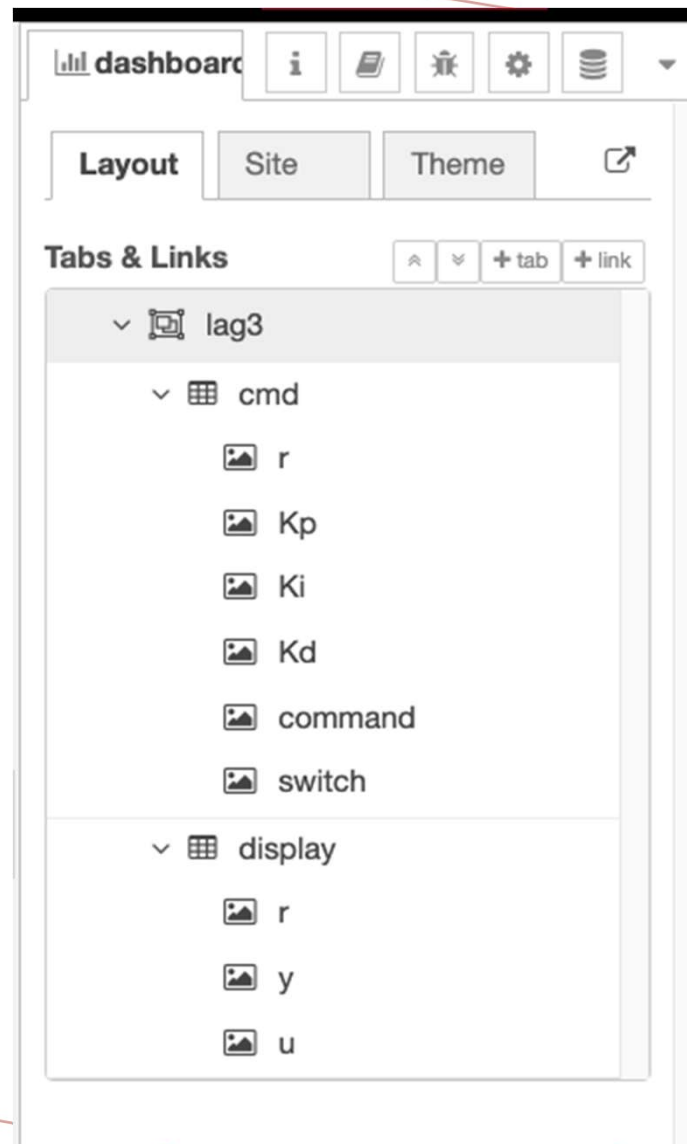 dashboard
i
Layout Site Theme
Tabs & Links + tab + link
lag3
cmd
r
Kp
Ki
Kd
command
switch
display
r
y
u